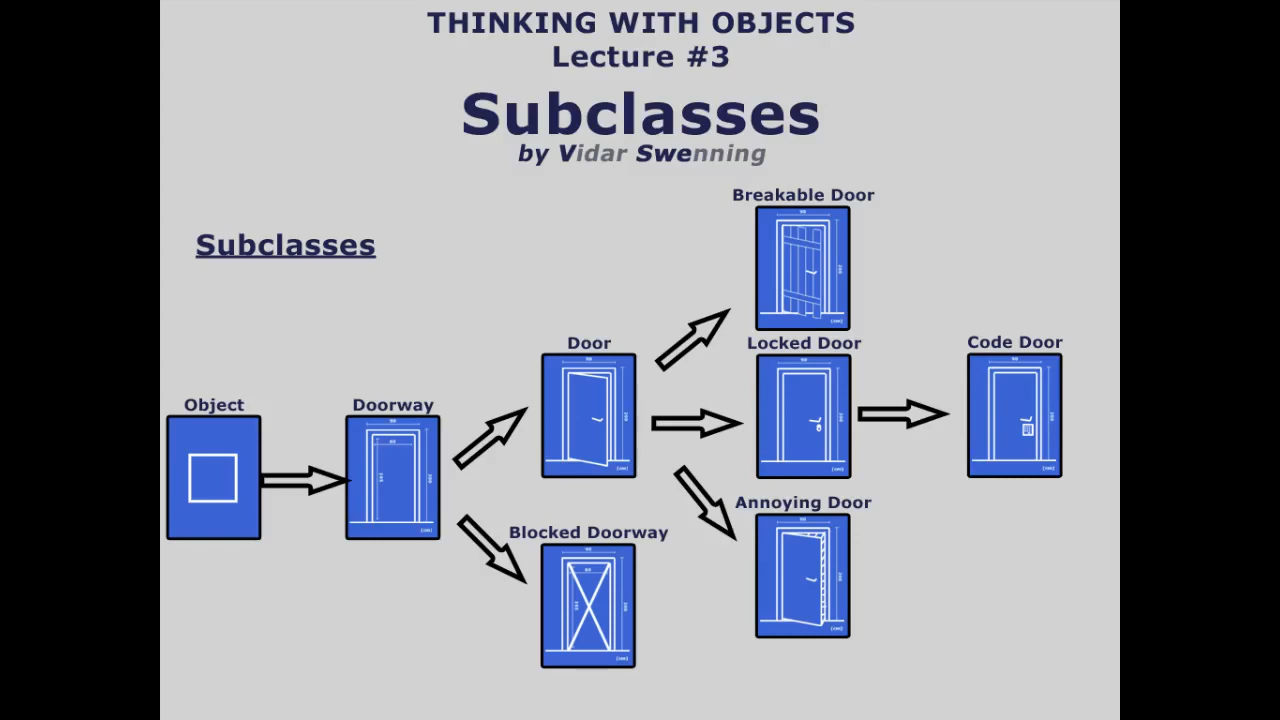 THINKING WITH OBJECTS
Lecture #3
Subclasses
by Vidar Swenning
Subclasses
Breakable Door
Door
Locked Door
Code Door
Object
Doorway
Annoying Door
Blocked Doorway